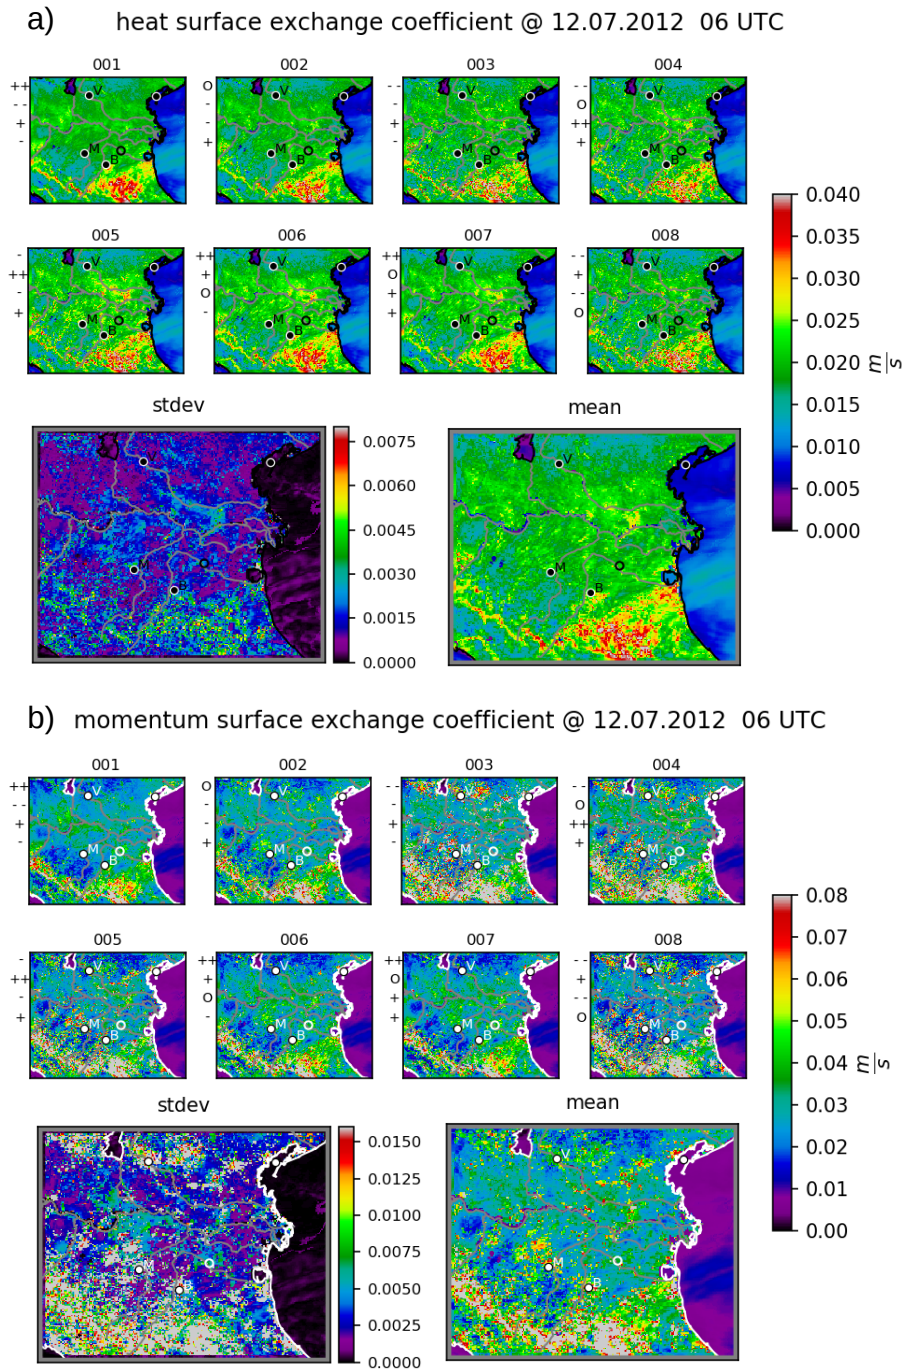 a) heat surface exchange coefficient @ 12.07.2012 06 UTC
001 002 003 004
++ O - - - -
- - - - O
+ - + ++
- + - +
V M B V M B V M B V M B
005 006 007 008
- ++ ++ - -
++ + O -
- O + +
+ - + O
V M B V M B V M B V M B
0.040
0.035
0.030
0.025
0.020
0.015
0.010
0.005
0.000
m/s
stdev mean
V M B V M B
0.0075
0.0060
0.0045
0.0030
0.0015
0.0000
b) momentum surface exchange coefficient @ 12.07.2012 06 UTC
001 002 003 004
++ O - - - -
- - - - O
+ - + ++
- + - +
V M B V M B V M B V M B
005 006 007 008
- ++ ++ - -
++ + O +
- O + - -
+ - + O
V M B V M B V M B V M B
0.08
0.07
0.06
0.05
0.04
0.03
0.02
0.01
0.00
m/s
stdev mean
V M B V M B
0.0150
0.0125
0.0100
0.0075
0.0050
0.0025
0.0000